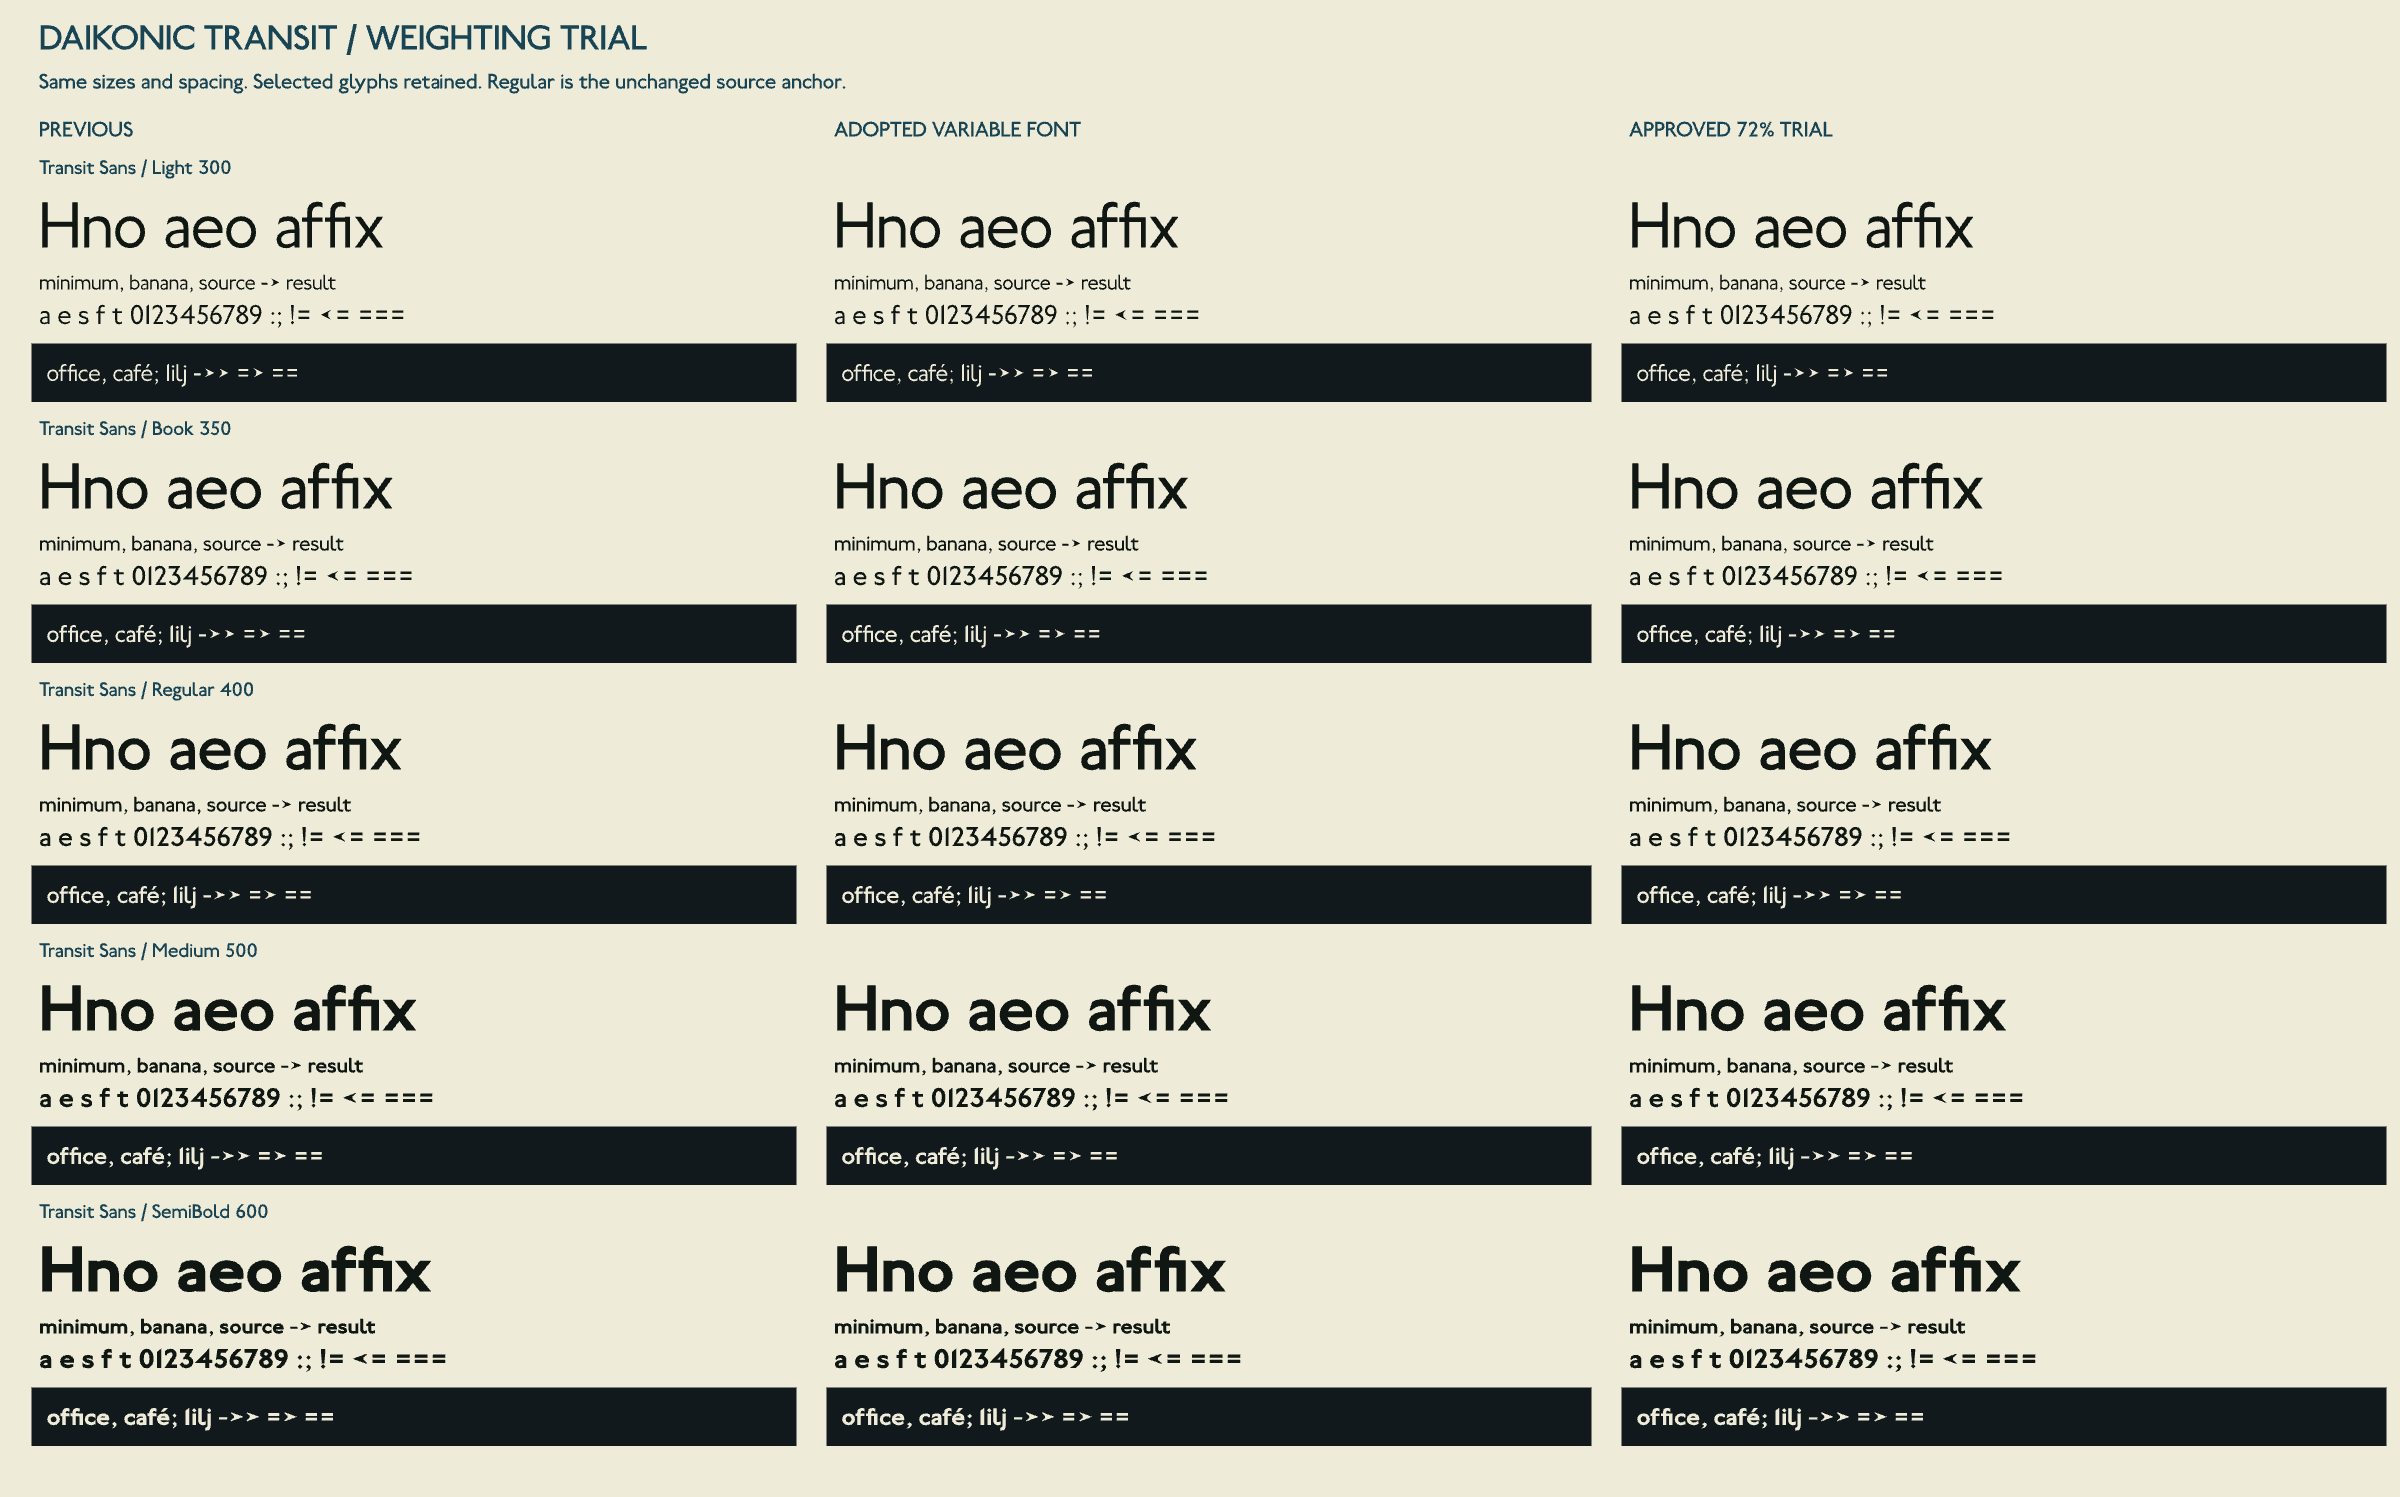 DAIKONIC TRANSIT / WEIGHTING TRIAL
Same sizes and spacing. Selected glyphs retained. Regular is the unchanged source anchor.
PREVIOUS
ADOPTED VARIABLE FONT
APPROVED 72% TRIAL
Transit Sans / Light 300
Hno aeo affix
Hno aeo affix
Hno aeo affix
minimum, banana, source -> result
minimum, banana, source -> result
minimum, banana, source -> result
a e s f t 0123456789 :; != <= ===
a e s f t 0123456789 :; != <= ===
a e s f t 0123456789 :; != <= ===
office, café; lilj ->> => ==
office, café; lilj ->> => ==
office, café; lilj ->> => ==
Transit Sans / Book 350
Hno aeo affix
Hno aeo affix
Hno aeo affix
minimum, banana, source -> result
minimum, banana, source -> result
minimum, banana, source -> result
a e s f t 0123456789 :; != <= ===
a e s f t 0123456789 :; != <= ===
a e s f t 0123456789 :; != <= ===
office, café; lilj ->> => ==
office, café; lilj ->> => ==
office, café; lilj ->> => ==
Transit Sans / Regular 400
Hno aeo affix
Hno aeo affix
Hno aeo affix
minimum, banana, source -> result
minimum, banana, source -> result
minimum, banana, source -> result
a e s f t 0123456789 :; != <= ===
a e s f t 0123456789 :; != <= ===
a e s f t 0123456789 :; != <= ===
office, café; lilj ->> => ==
office, café; lilj ->> => ==
office, café; lilj ->> => ==
Transit Sans / Medium 500
Hno aeo affix
Hno aeo affix
Hno aeo affix
minimum, banana, source -> result
minimum, banana, source -> result
minimum, banana, source -> result
a e s f t 0123456789 :; != <= ===
a e s f t 0123456789 :; != <= ===
a e s f t 0123456789 :; != <= ===
office, café; lilj ->> => ==
office, café; lilj ->> => ==
office, café; lilj ->> => ==
Transit Sans / SemiBold 600
Hno aeo affix
Hno aeo affix
Hno aeo affix
minimum, banana, source -> result
minimum, banana, source -> result
minimum, banana, source -> result
a e s f t 0123456789 :; != <= ===
a e s f t 0123456789 :; != <= ===
a e s f t 0123456789 :; != <= ===
office, café; lilj ->> => ==
office, café; lilj ->> => ==
office, café; lilj ->> => ==